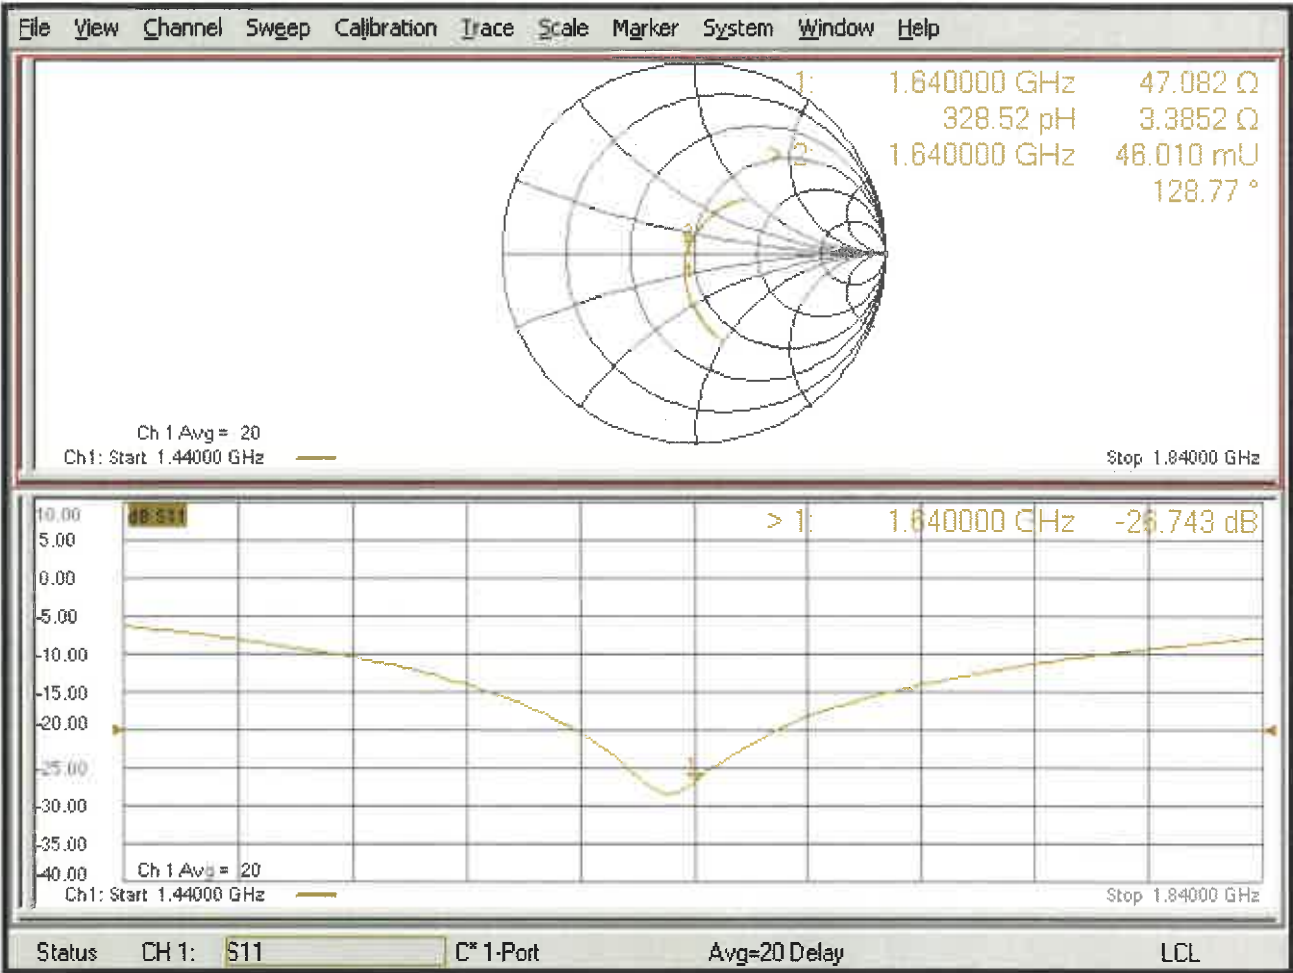 File View Channel Sweep Calibration Trace Scale Marker System Window Help
1: 1.640000 GHz 47.082 Ω
328.52 pH 3.3852 Ω
> 2: 1.640000 GHz 46.010 mU
128.77 °
Ch 1 Avg = 20
Ch1: Start 1.44000 GHz
Stop 1.84000 GHz
10.00
dB S11
> 1: 1.640000 GHz -26.743 dB
5.00
0.00
-5.00
-10.00
-15.00
-20.00
-25.00
1
-30.00
-35.00
-40.00
Ch 1 Avg = 20
Ch1: Start 1.44000 GHz
Stop 1.84000 GHz
Status CH 1: S11 C* 1-Port Avg=20 Delay LCL